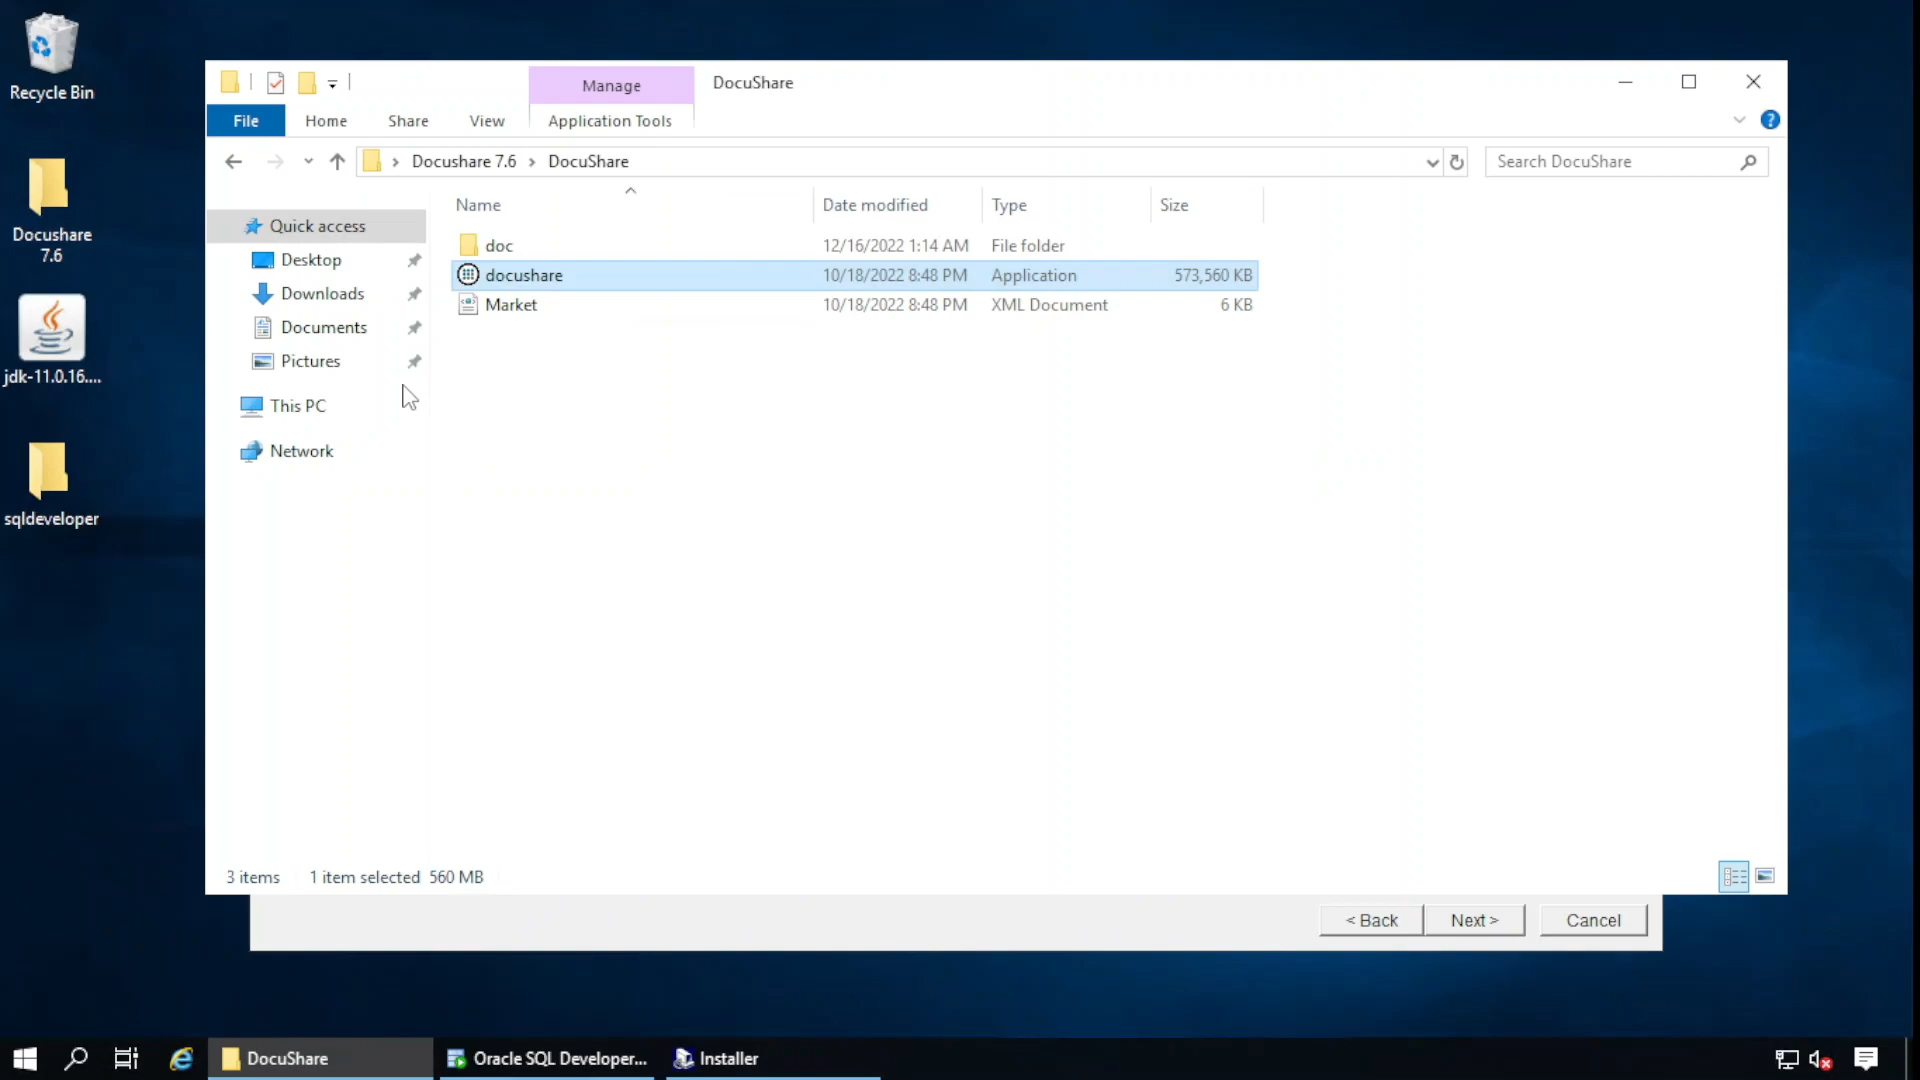 Recycle Bin
Docushare
7.6
jdk-11.0.16....
sqldeveloper
Manage
DocuShare
File
Home
Share
View
Application Tools
Docushare 7.6
DocuShare
Search DocuShare
Quick access
Desktop
Downloads
Documents
Pictures
This PC
Network
Name
Date modified
Type
Size
doc 12/16/2022 1:14 AM File folder
docushare 10/18/2022 8:48 PM Application 573,560 KB
Market 10/18/2022 8:48 PM XML Document 6 KB
3 items 1 item selected 560 MB
< Back
Next >
Cancel
DocuShare
Oracle SQL Developer...
Installer